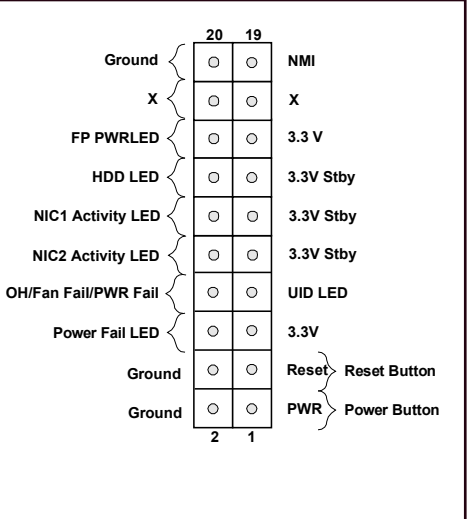 20 19
Ground NMI
X X
FP PWRLED 3.3 V
HDD LED 3.3V Stby
NIC1 Activity LED 3.3V Stby
NIC2 Activity LED 3.3V Stby
OH/Fan Fail/PWR Fail UID LED
Power Fail LED 3.3V
Ground Reset Reset Button
Ground PWR Power Button
2 1